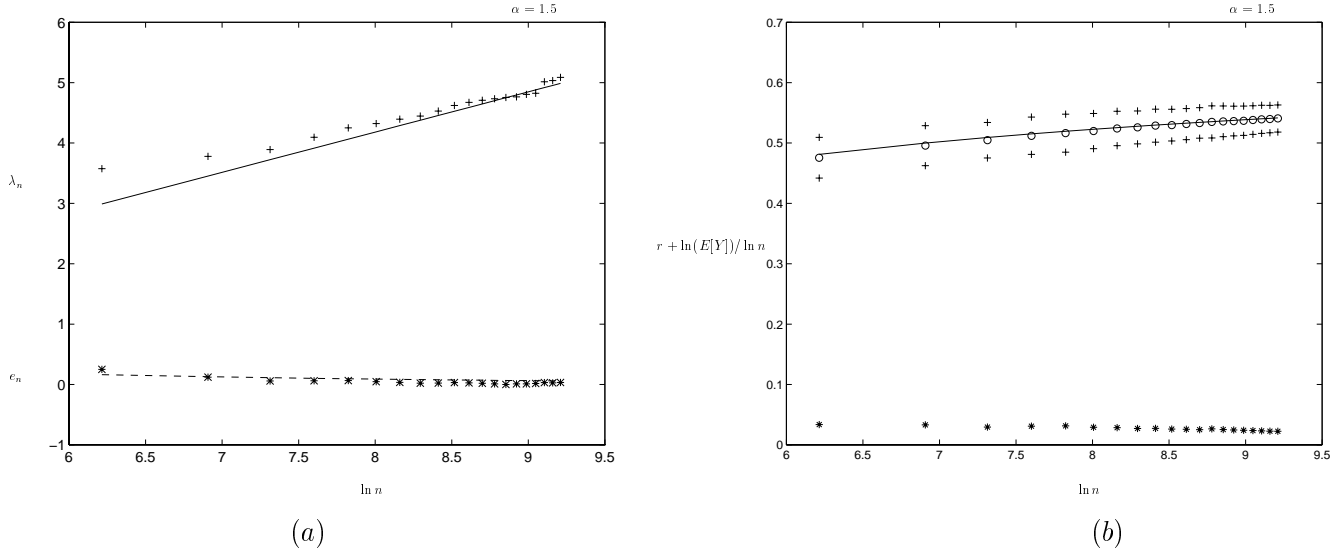 α = 1.5
6
5
4
3
2
1
0
−1
λₙ
eₙ
6 6.5 7 7.5 8 8.5 9 9.5
ln n
(a)
α = 1.5
0.7
0.6
0.5
0.4
0.3
0.2
0.1
0
r + ln(E[Y])/ ln n
6 6.5 7 7.5 8 8.5 9 9.5
ln n
(b)